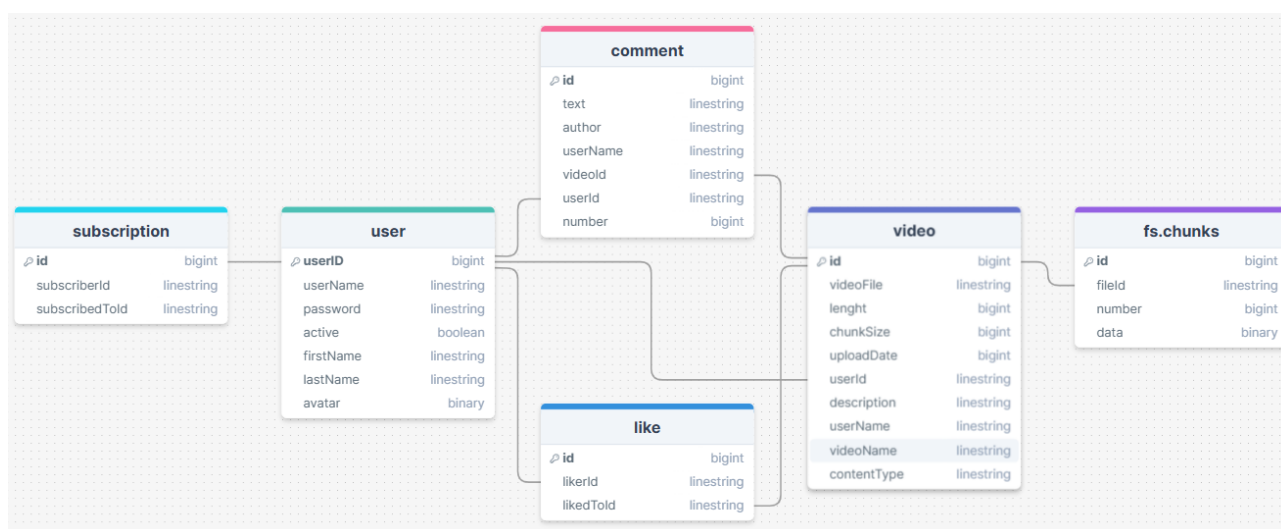 comment
id bigint
text linestring
author linestring
userName linestring
videoId linestring
userId linestring
number bigint
subscription
id bigint
subscriberId linestring
subscribedToId linestring
user
userID bigint
userName linestring
password linestring
active boolean
firstName linestring
lastName linestring
avatar binary
like
id bigint
likerId linestring
likedToId linestring
video
id bigint
videoFile linestring
lenght bigint
chunkSize bigint
uploadDate bigint
userId linestring
description linestring
userName linestring
videoName linestring
contentType linestring
fs.chunks
id bigint
fileId linestring
number bigint
data binary